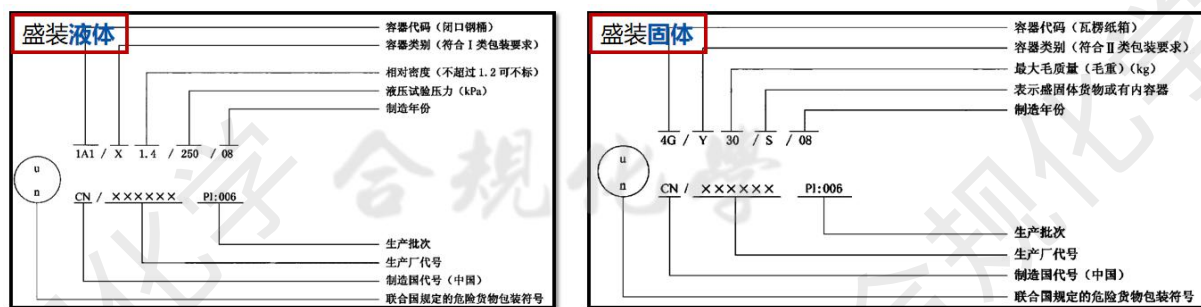 盛装液体
容器代码（闭口钢桶）
容器类别（符合Ⅰ类包装要求）
相对密度（不超过1.2可不标）
液压试验压力（kPa）
制造年份
1A1 / X 1.4 / 250 / 08
u
n
CN / ×××××× PI:006
生产批次
生产厂代号
制造国代号（中国）
联合国规定的危险货物包装符号
盛装固体
容器代码（瓦楞纸箱）
容器类别（符合Ⅱ类包装要求）
最大毛质量（毛重）(kg)
表示盛固体货物或有内容器
制造年份
4G / Y 30 / S / 08
u
n
CN / ×××××× PI:006
生产批次
生产厂代号
制造国代号（中国）
联合国规定的危险货物包装符号
合规化学